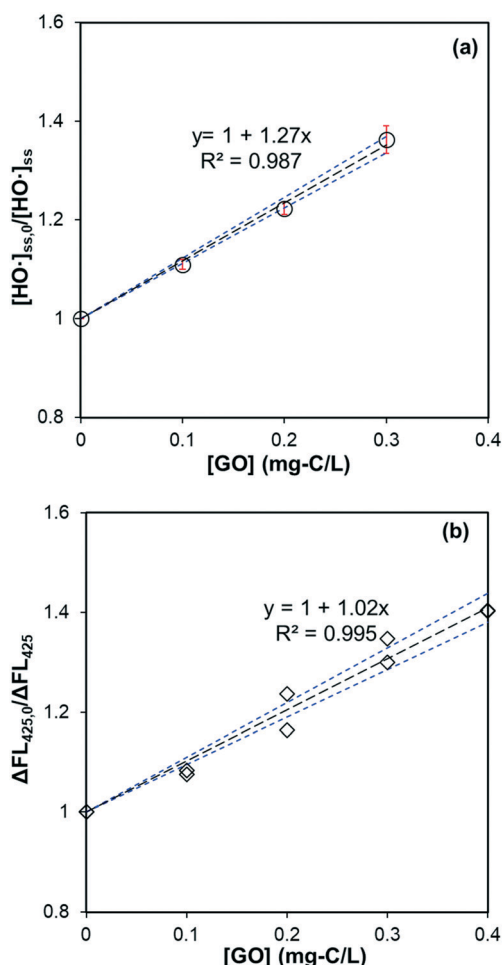 (a)
1.6
1.4
1.2
1
0.8
[HO·]ss,0/[HO·]ss
y= 1 + 1.27x
R² = 0.987
0 0.1 0.2 0.3 0.4
[GO] (mg-C/L)
(b)
1.6
1.4
1.2
1
0.8
ΔFL425,0/ΔFL425
y = 1 + 1.02x
R² = 0.995
0 0.1 0.2 0.3 0.4
[GO] (mg-C/L)